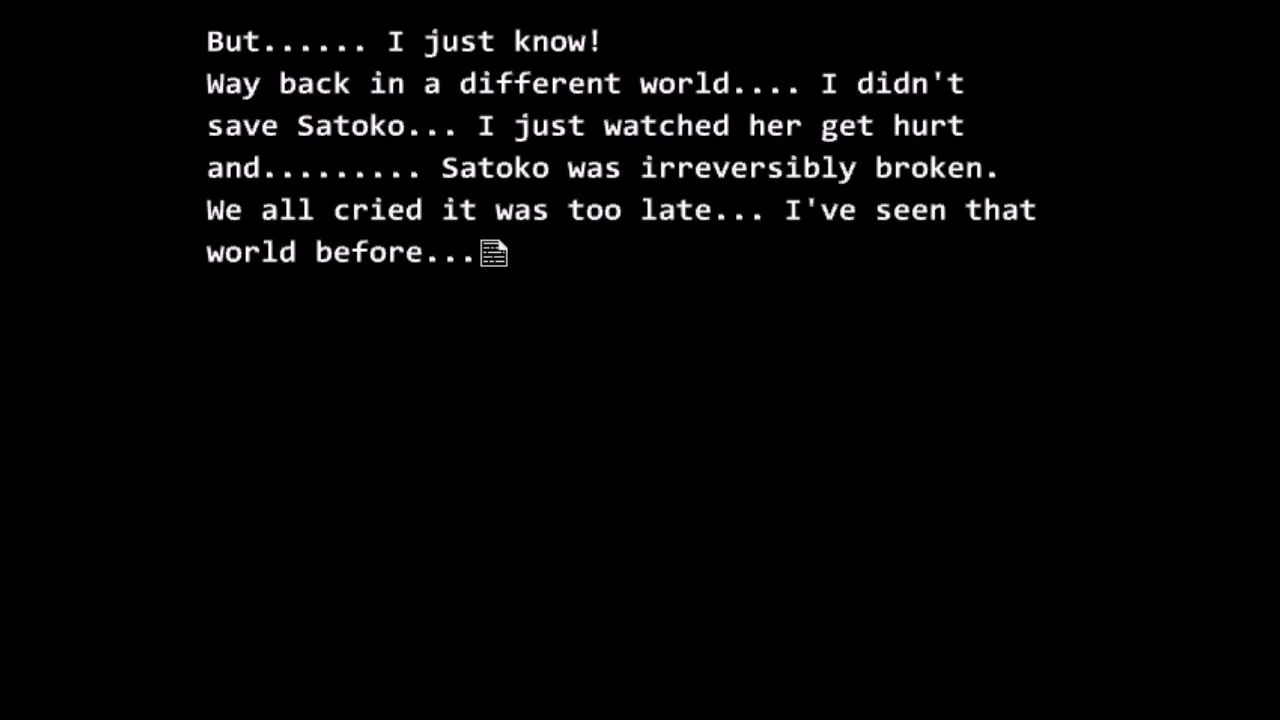 But...... I just know!
Way back in a different world.... I didn't
save Satoko... I just watched her get hurt
and......... Satoko was irreversibly broken.
We all cried it was too late... I've seen that
world before...